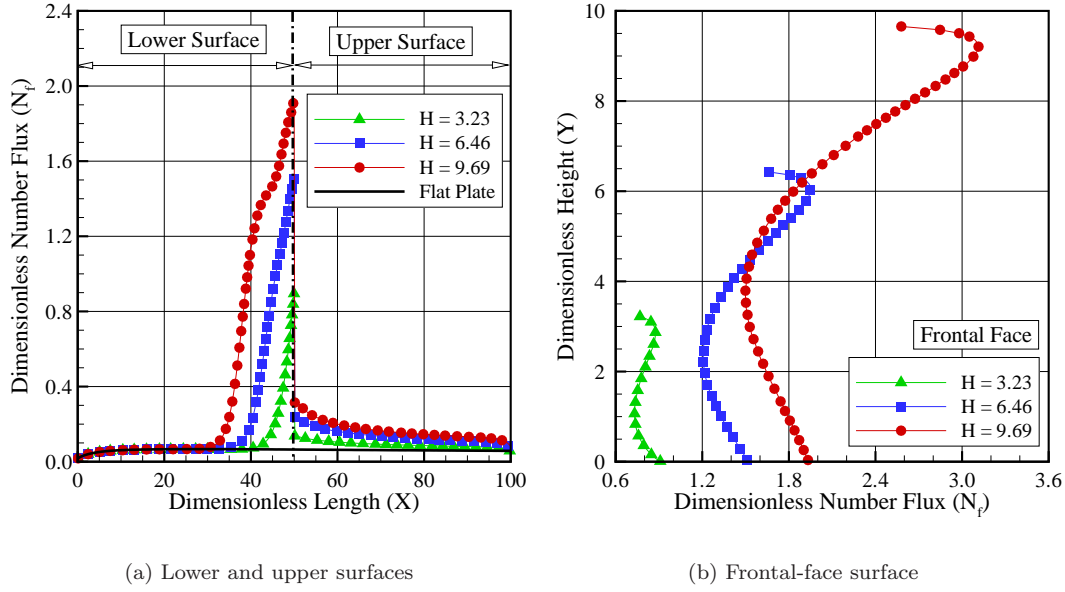 2.4
2.0
1.6
1.2
0.8
0.4
0.0
Dimensionless Number Flux (N_f)
Lower Surface
Upper Surface
H = 3.23
H = 6.46
H = 9.69
Flat Plate
0 20 40 60 80 100
Dimensionless Length (X)
(a) Lower and upper surfaces
10
8
6
4
2
0
Dimensionless Height (Y)
Frontal Face
H = 3.23
H = 6.46
H = 9.69
0.6 1.2 1.8 2.4 3.0 3.6
Dimensionless Number Flux (N_f)
(b) Frontal-face surface